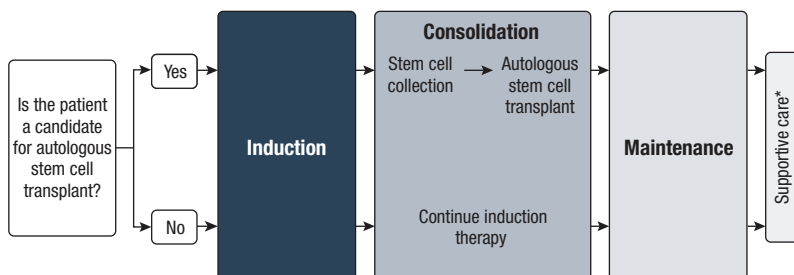 Is the patient
a candidate
for autologous
stem cell
transplant?
Yes
No
Induction
Consolidation
Stem cell
collection
Autologous
stem cell
transplant
Continue induction
therapy
Maintenance
Supportive care*